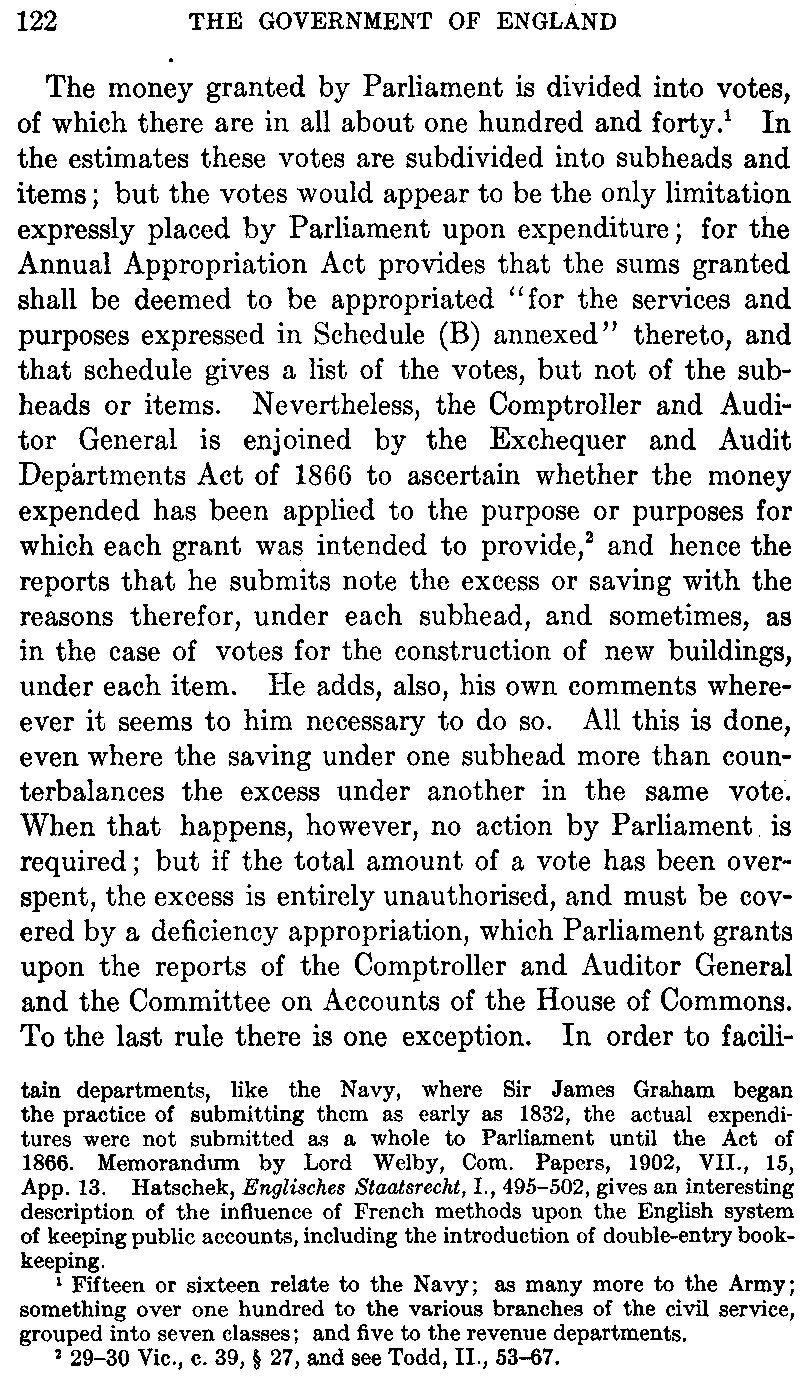 122 THE GOVERNMENT OF ENGLAND
The money granted by Parliament is divided into votes,
of which there are in all about one hundred and forty.¹ In
the estimates these votes are subdivided into subheads and
items; but the votes would appear to be the only limitation
expressly placed by Parliament upon expenditure; for the
Annual Appropriation Act provides that the sums granted
shall be deemed to be appropriated "for the services and
purposes expressed in Schedule (B) annexed" thereto, and
that schedule gives a list of the votes, but not of the sub-
heads or items. Nevertheless, the Comptroller and Audi-
tor General is enjoined by the Exchequer and Audit
Departments Act of 1866 to ascertain whether the money
expended has been applied to the purpose or purposes for
which each grant was intended to provide,² and hence the
reports that he submits note the excess or saving with the
reasons therefor, under each subhead, and sometimes, as
in the case of votes for the construction of new buildings,
under each item. He adds, also, his own comments where-
ever it seems to him necessary to do so. All this is done,
even where the saving under one subhead more than coun-
terbalances the excess under another in the same vote.
When that happens, however, no action by Parliament is
required; but if the total amount of a vote has been over-
spent, the excess is entirely unauthorised, and must be cov-
ered by a deficiency appropriation, which Parliament grants
upon the reports of the Comptroller and Auditor General
and the Committee on Accounts of the House of Commons.
To the last rule there is one exception. In order to facili-
tain departments, like the Navy, where Sir James Graham began
the practice of submitting them as early as 1832, the actual expendi-
tures were not submitted as a whole to Parliament until the Act of
1866. Memorandum by Lord Welby, Com. Papers, 1902, VII., 15,
App. 13. Hatschek, Englisches Staatsrecht, I., 495–502, gives an interesting
description of the influence of French methods upon the English system
of keeping public accounts, including the introduction of double-entry book-
keeping.
¹ Fifteen or sixteen relate to the Navy; as many more to the Army;
something over one hundred to the various branches of the civil service,
grouped into seven classes; and five to the revenue departments.
² 29–30 Vic., c. 39, § 27, and see Todd, II., 53–67.